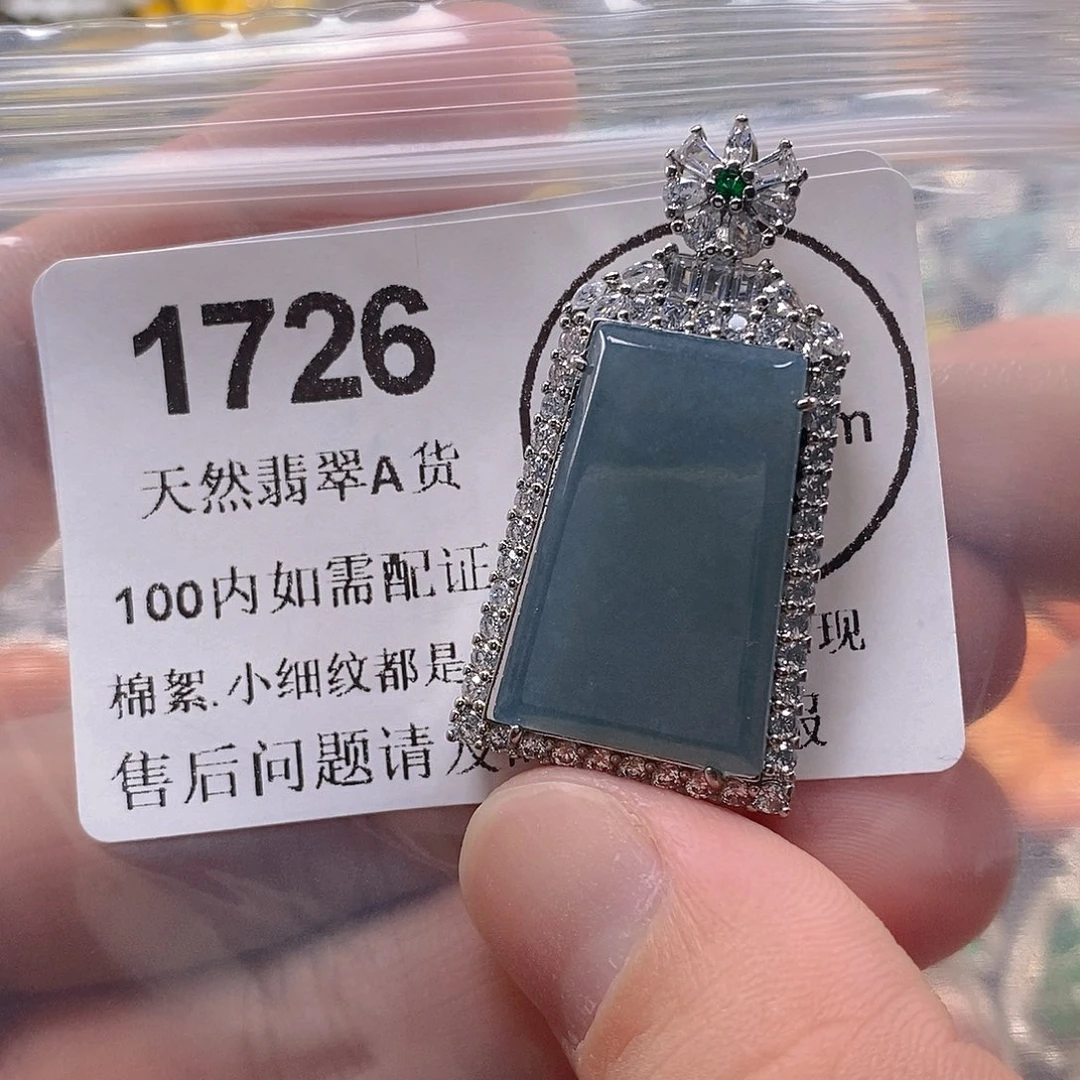 1726
天然翡翠A货
m
100内如需配证
棉絮.小细纹都是 现
售后问题请